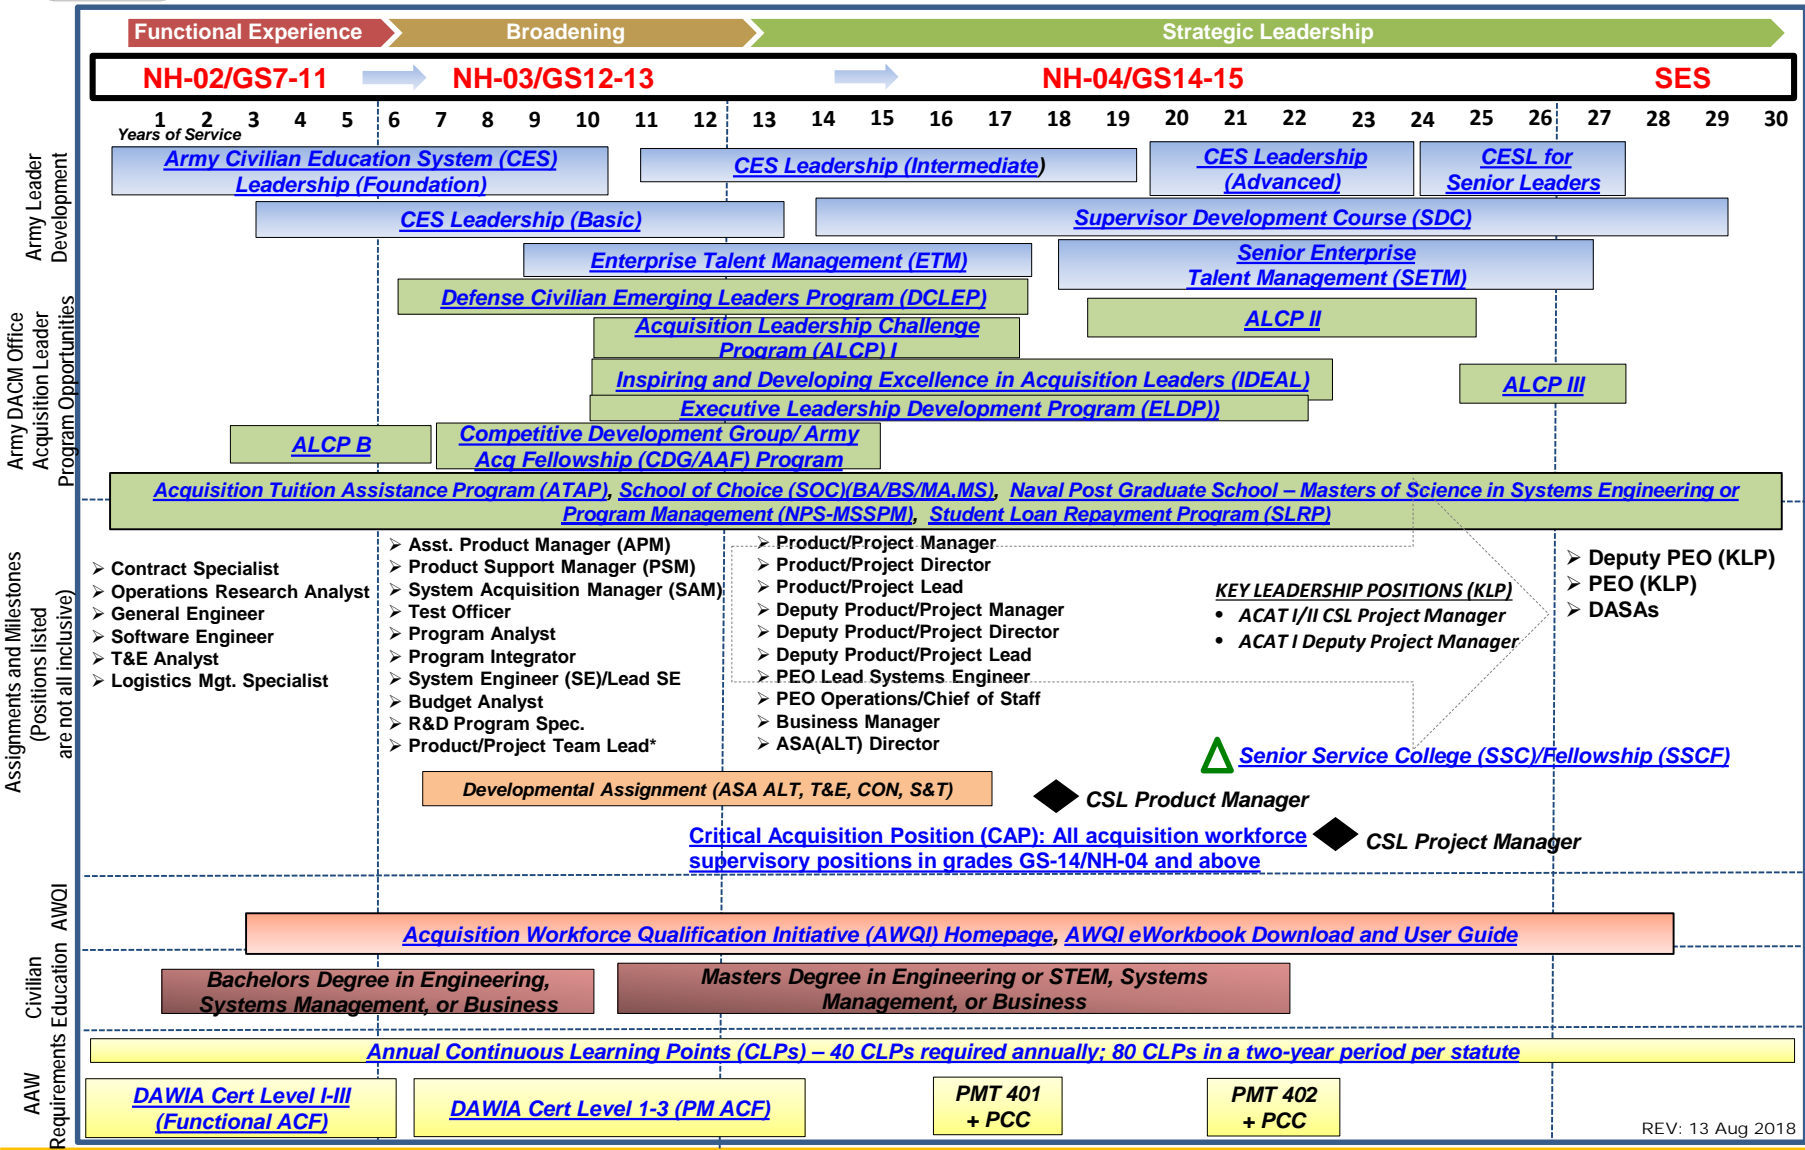 Functional Experience
Broadening
Strategic Leadership
NH-02/GS7-11
NH-03/GS12-13
NH-04/GS14-15
SES
1 2 3 4 5 6 7 8 9 10 11 12 13 14 15 16 17 18 19 20 21 22 23 24 25 26 27 28 29 30
Years of Service
Army Leader
Development
Army Civilian Education System (CES)
Leadership (Foundation)
CES Leadership (Intermediate)
CES Leadership
(Advanced)
CESL for
Senior Leaders
CES Leadership (Basic)
Supervisor Development Course (SDC)
Enterprise Talent Management (ETM)
Senior Enterprise
Talent Management (SETM)
Army DACM Office
Acquisition Leader
Program Opportunities
Defense Civilian Emerging Leaders Program (DCLEP)
Acquisition Leadership Challenge
Program (ALCP) I
ALCP II
Inspiring and Developing Excellence in Acquisition Leaders (IDEAL)
ALCP III
Executive Leadership Development Program (ELDP))
ALCP B
Competitive Development Group/ Army
Acq Fellowship (CDG/AAF) Program
Acquisition Tuition Assistance Program (ATAP), School of Choice (SOC)(BA/BS/MA.MS), Naval Post Graduate School – Masters of Science in Systems Engineering or
Program Management (NPS-MSSPM), Student Loan Repayment Program (SLRP)
Assignments and Milestones
(Positions listed
are not all inclusive)
➢ Contract Specialist
➢ Operations Research Analyst
➢ General Engineer
➢ Software Engineer
➢ T&E Analyst
➢ Logistics Mgt. Specialist
➢ Asst. Product Manager (APM)
➢ Product Support Manager (PSM)
➢ System Acquisition Manager (SAM)
➢ Test Officer
➢ Program Analyst
➢ Program Integrator
➢ System Engineer (SE)/Lead SE
➢ Budget Analyst
➢ R&D Program Spec.
➢ Product/Project Team Lead*
➢ Product/Project Manager
➢ Product/Project Director
➢ Product/Project Lead
➢ Deputy Product/Project Manager
➢ Deputy Product/Project Director
➢ Deputy Product/Project Lead
➢ PEO Lead Systems Engineer
➢ PEO Operations/Chief of Staff
➢ Business Manager
➢ ASA(ALT) Director
KEY LEADERSHIP POSITIONS (KLP)
• ACAT I/II CSL Project Manager
• ACAT I Deputy Project Manager
➢ Deputy PEO (KLP)
➢ PEO (KLP)
➢ DASAs
Senior Service College (SSC)/Fellowship (SSCF)
Developmental Assignment (ASA ALT, T&E, CON, S&T)
CSL Product Manager
Critical Acquisition Position (CAP): All acquisition workforce
supervisory positions in grades GS-14/NH-04 and above
CSL Project Manager
AWQI
Acquisition Workforce Qualification Initiative (AWQI) Homepage, AWQI eWorkbook Download and User Guide
Civilian
Education
Bachelors Degree in Engineering,
Systems Management, or Business
Masters Degree in Engineering or STEM, Systems
Management, or Business
AAW
Requirements
Annual Continuous Learning Points (CLPs) – 40 CLPs required annually; 80 CLPs in a two-year period per statute
DAWIA Cert Level I-III
(Functional ACF)
DAWIA Cert Level 1-3 (PM ACF)
PMT 401
+ PCC
PMT 402
+ PCC
REV: 13 Aug 2018